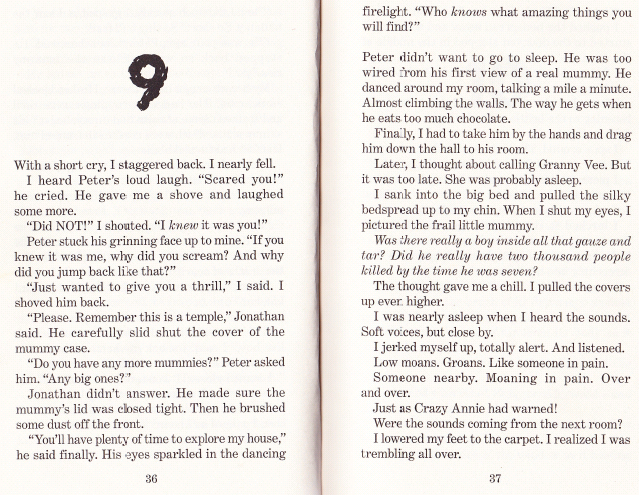 9
With a short cry, I staggered back. I nearly fell.
I heard Peter's loud laugh. "Scared you!"
he cried. He gave me a shove and laughed
some more.
"Did NOT!" I shouted. "I knew it was you!"
Peter stuck his grinning face up to mine. "If you
knew it was me, why did you scream? And why
did you jump back like that?"
"Just wanted to give you a thrill," I said. I
shoved him back.
"Please. Remember this is a temple," Jonathan
said. He carefully slid shut the cover of the
mummy case.
"Do you have any more mummies?" Peter asked
him. "Any big ones?"
Jonathan didn't answer. He made sure the
mummy's lid was closed tight. Then he brushed
some dust off the front.
"You'll have plenty of time to explore my house,"
he said finally. His eyes sparkled in the dancing
36
firelight. "Who knows what amazing things you
will find?"
Peter didn't want to go to sleep. He was too
wired from his first view of a real mummy. He
danced around my room, talking a mile a minute.
Almost climbing the walls. The way he gets when
he eats too much chocolate.
Finally, I had to take him by the hands and drag
him down the hall to his room.
Later, I thought about calling Granny Vee. But
it was too late. She was probably asleep.
I sank into the big bed and pulled the silky
bedspread up to my chin. When I shut my eyes, I
pictured the frail little mummy.
Was there really a boy inside all that gauze and
tar? Did he really have two thousand people
killed by the time he was seven?
The thought gave me a chill. I pulled the covers
up even higher.
I was nearly asleep when I heard the sounds.
Soft voices, but close by.
I jerked myself up, totally alert. And listened.
Low moans. Groans. Like someone in pain.
Someone nearby. Moaning in pain. Over
and over.
Just as Crazy Annie had warned!
Were the sounds coming from the next room?
I lowered my feet to the carpet. I realized I was
trembling all over.
37